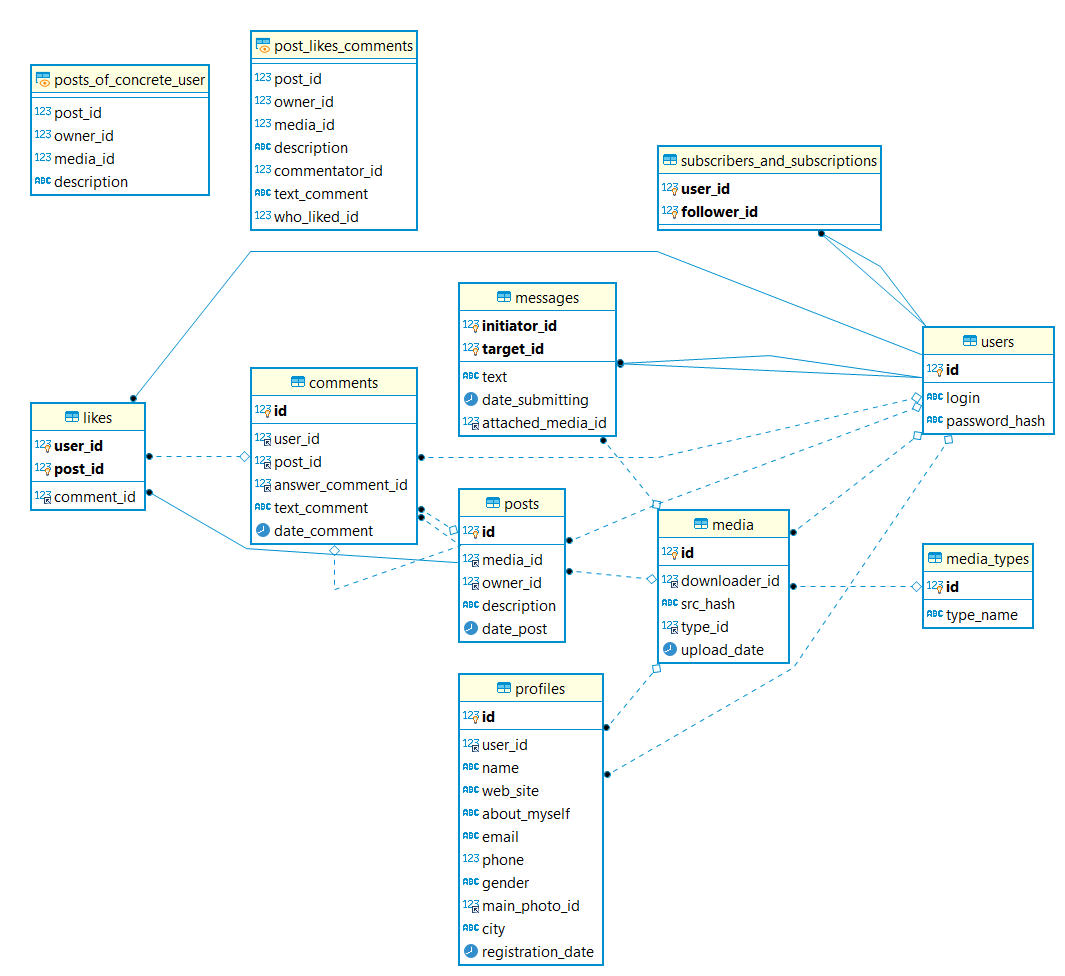 posts_of_concrete_user
123 post_id
123 owner_id
123 media_id
ABC description
post_likes_comments
123 post_id
123 owner_id
123 media_id
ABC description
123 commentator_id
ABC text_comment
123 who_liked_id
subscribers_and_subscriptions
123 user_id
123 follower_id
messages
123 initiator_id
123 target_id
ABC text
date_submitting
123 attached_media_id
users
123 id
ABC login
ABC password_hash
comments
123 id
123 user_id
123 post_id
123 answer_comment_id
ABC text_comment
date_comment
likes
123 user_id
123 post_id
123 comment_id
posts
123 id
123 media_id
123 owner_id
ABC description
date_post
media
123 id
123 downloader_id
ABC src_hash
123 type_id
upload_date
media_types
123 id
ABC type_name
profiles
123 id
123 user_id
ABC name
ABC web_site
ABC about_myself
ABC email
123 phone
ABC gender
123 main_photo_id
ABC city
registration_date